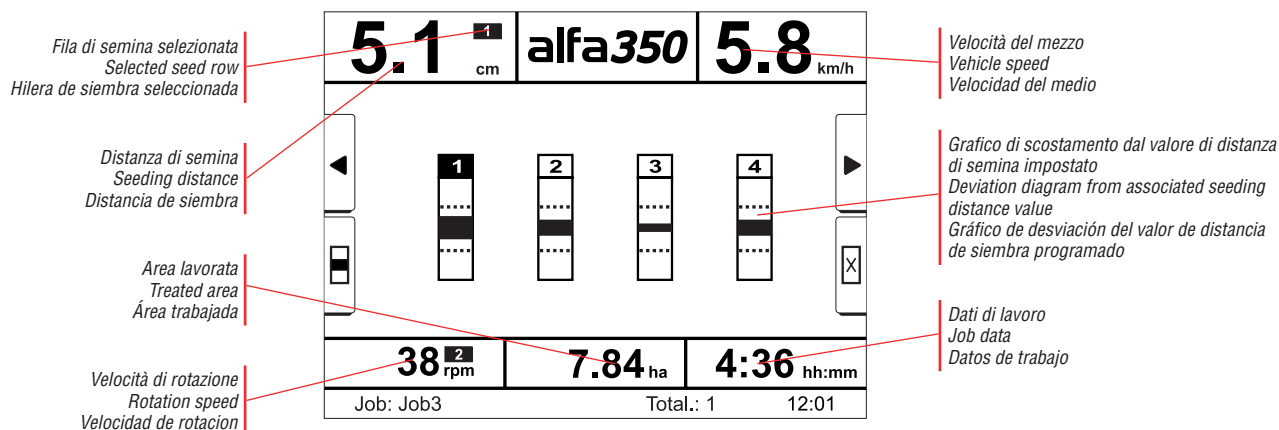 Fila di semina selezionata
Selected seed row
Hilera de siembra seleccionada
Distanza di semina
Seeding distance
Distancia de siembra
Area lavorata
Treated area
Área trabajada
Velocità di rotazione
Rotation speed
Velocidad de rotacion
5.1 1 cm
alfa350
5.8 km/h
1 2 3 4
X
38 2 rpm
7.84 ha
4:36 hh:mm
Job: Job3 Total.: 1 12:01
Velocità del mezzo
Vehicle speed
Velocidad del medio
Grafico di scostamento dal valore di distanza
di semina impostato
Deviation diagram from associated seeding
distance value
Gráfico de desviación del valor de distancia
de siembra programado
Dati di lavoro
Job data
Datos de trabajo